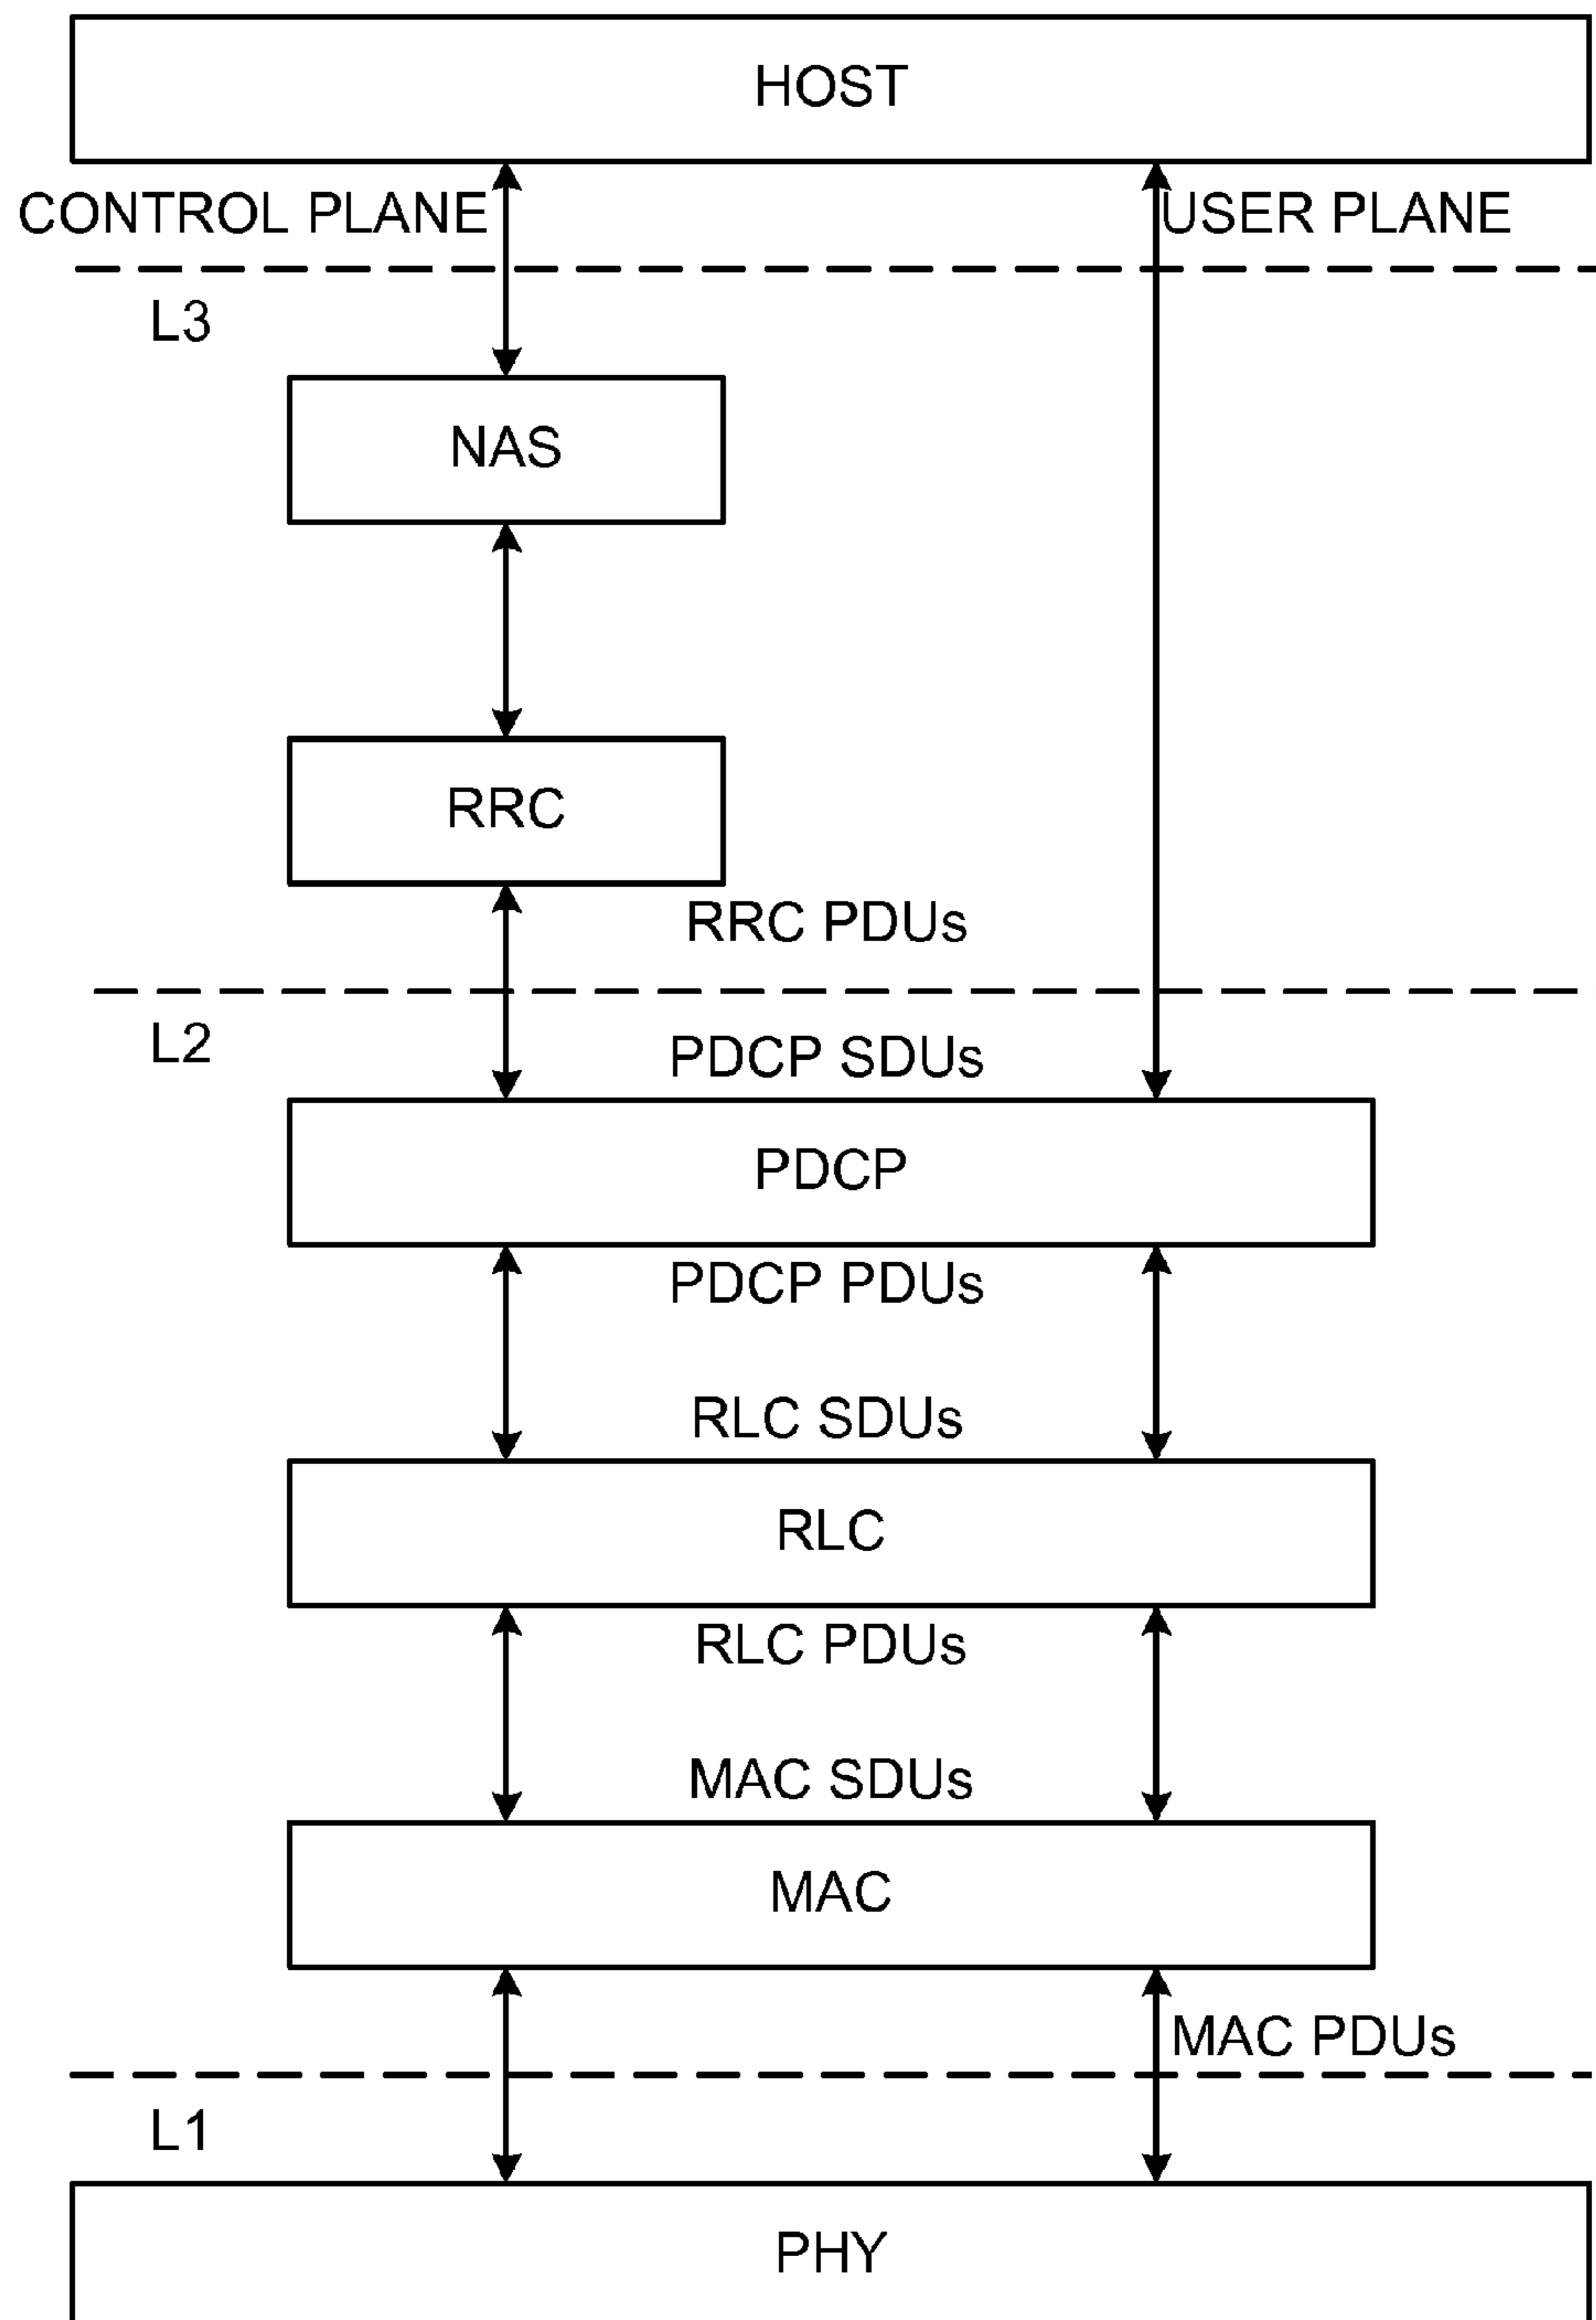 HOST
CONTROL PLANE
USER PLANE
L3
NAS
RRC
RRC PDUs
L2
PDCP SDUs
PDCP
PDCP PDUs
RLC SDUs
RLC
RLC PDUs
MAC SDUs
MAC
MAC PDUs
L1
PHY